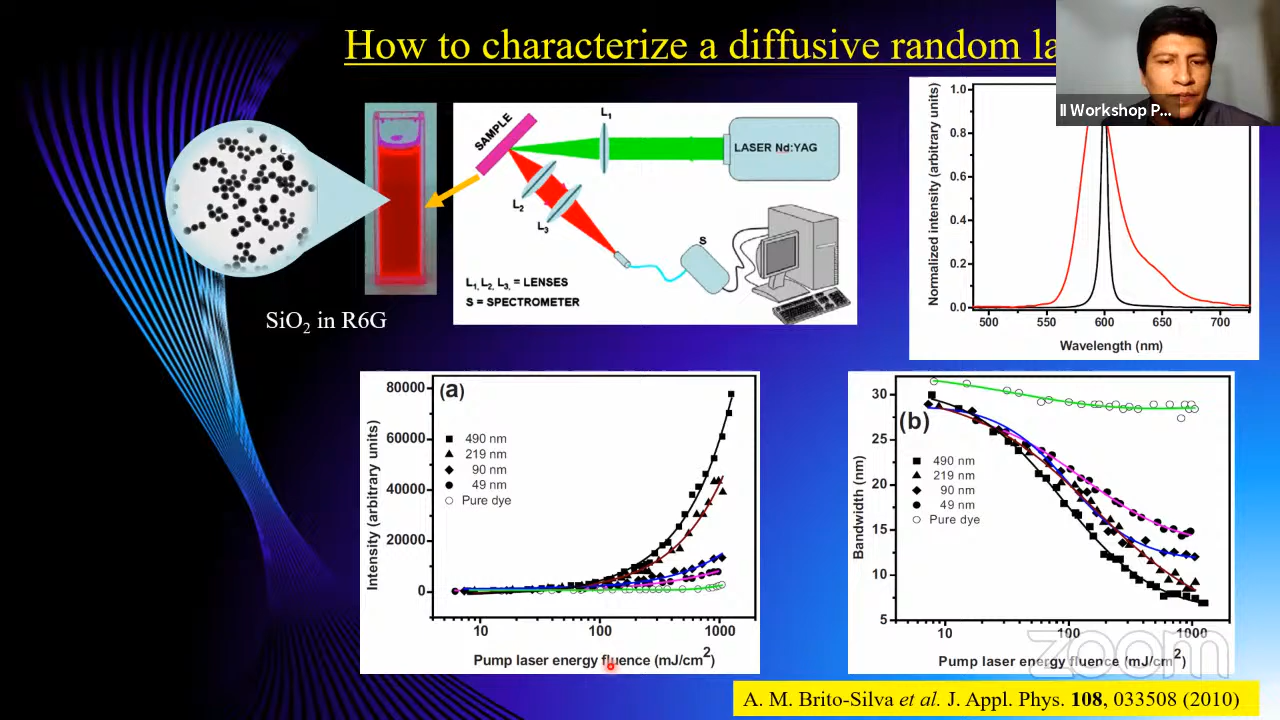 How to characterize a diffusive random la
II Workshop P...
SAMPLE
L1
LASER Nd:YAG
L2
L3
S
L1, L2, L3, = LENSES
S = SPECTROMETER
SiO2 in R6G
Normalized intensity (arbitrary units)
1.0
0.8
0.6
0.4
0.2
0.0
500 550 600 650 700
Wavelength (nm)
(a)
Intensity (arbitrary units)
80000
60000
40000
20000
0
490 nm
219 nm
90 nm
49 nm
Pure dye
10 100 1000
Pump laser energy fluence (mJ/cm2)
(b)
Bandwidth (nm)
30
25
20
15
10
5
490 nm
219 nm
90 nm
49 nm
Pure dye
10 100 1000
Pump laser energy fluence (mJ/cm2)
zoom
A. M. Brito-Silva et al. J. Appl. Phys. 108, 033508 (2010)